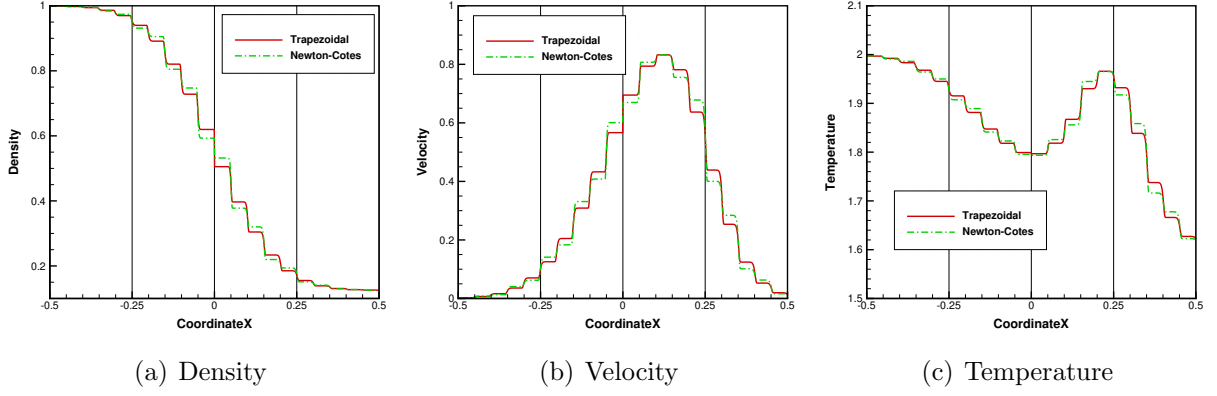 1
0.8
0.6
0.4
0.2
-0.5
-0.25
0
0.25
0.5
Density
CoordinateX
Trapezoidal
Newton-Cotes
(a) Density
1
0.8
0.6
0.4
0.2
0
-0.5
-0.25
0
0.25
0.5
Velocity
CoordinateX
Trapezoidal
Newton-Cotes
(b) Velocity
2.1
2
1.9
1.8
1.7
1.6
1.5
-0.5
-0.25
0
0.25
0.5
Temperature
CoordinateX
Trapezoidal
Newton-Cotes
(c) Temperature